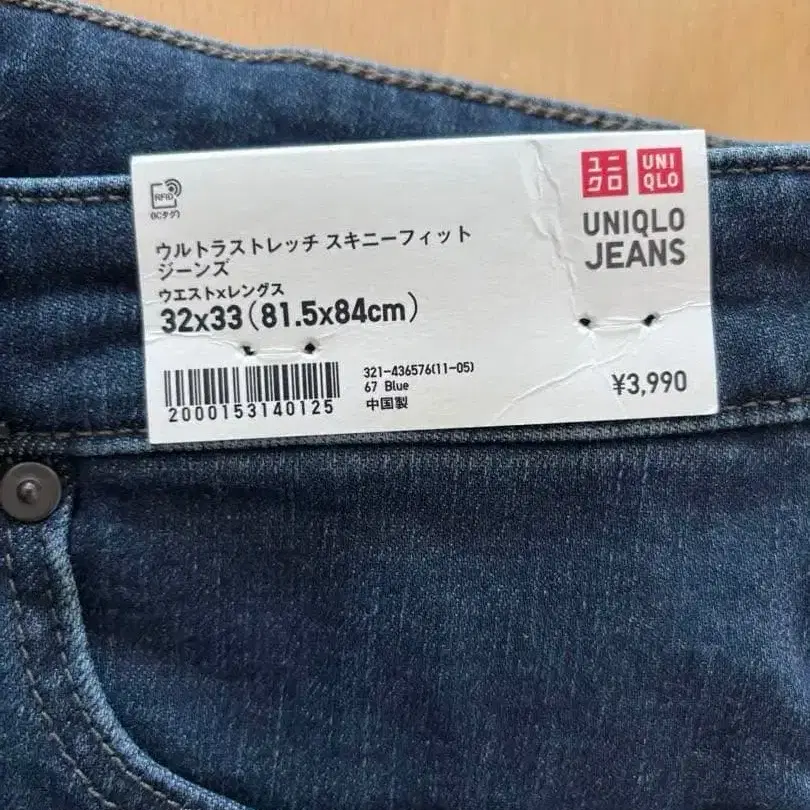 RFID
(ICタグ)
ユニ
クロ
UNI
QLO
UNIQLO
JEANS
ウルトラストレッチ スキニーフィット
ジーンズ
ウエストxレングス
32x33(81.5x84cm)
2000153140125
321-436576(11-05)
67 Blue
中国製
¥3,990